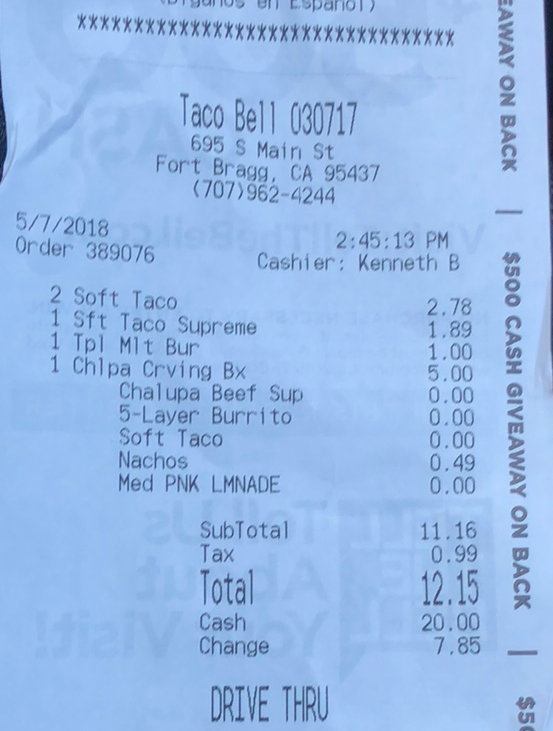 en Español)
*********************************
Taco Bell 030717
695 S Main St
Fort Bragg, CA 95437
(707)962-4244
5/7/2018 2:45:13 PM
Order 389076 Cashier: Kenneth B
2 Soft Taco 2.78
1 Sft Taco Supreme 1.89
1 Tpl Mlt Bur 1.00
1 Chlpa Crving Bx 5.00
Chalupa Beef Sup 0.00
5-Layer Burrito 0.00
Soft Taco 0.00
Nachos 0.49
Med PNK LMNADE 0.00
SubTotal 11.16
Tax 0.99
Total 12.15
Cash 20.00
Change 7.85
DRIVE THRU
EAWAY ON BACK | $500 CASH GIVEAWAY ON BACK | $50